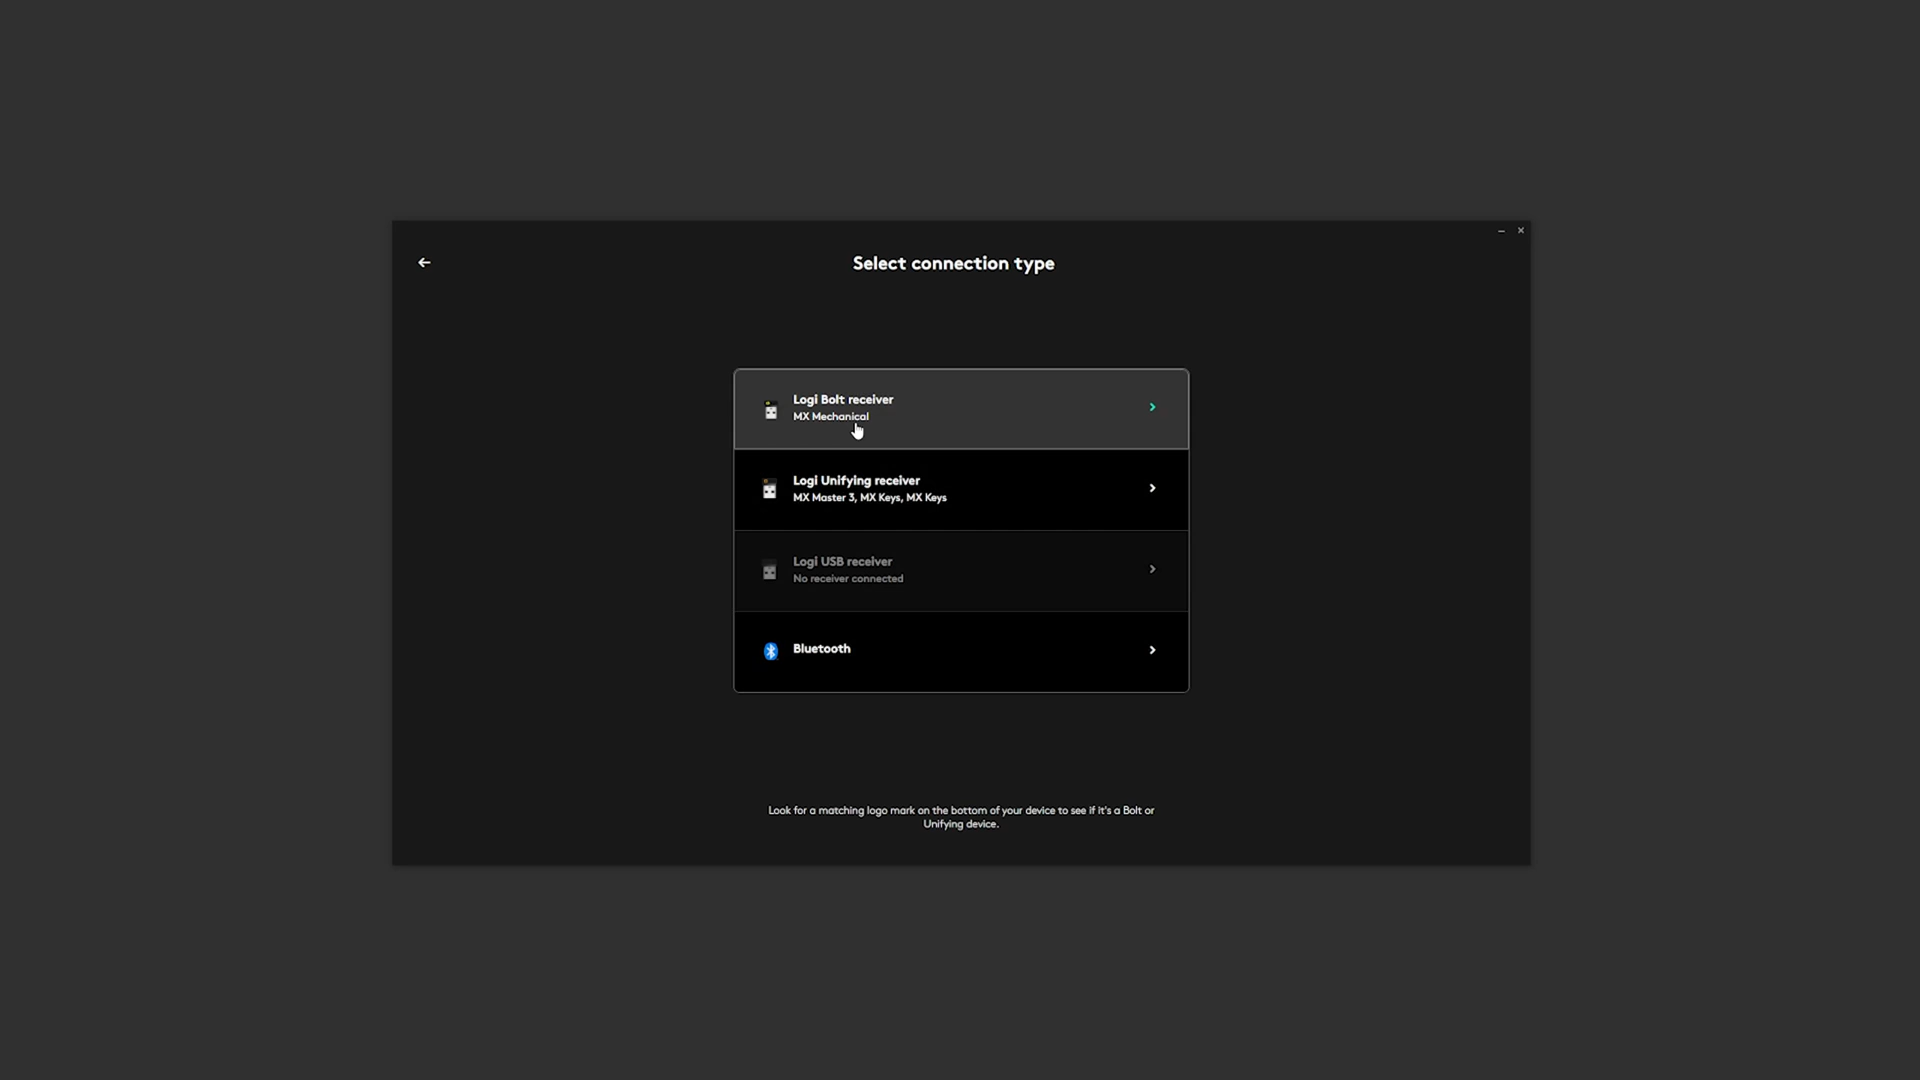 Select connection type
Logi Bolt receiver
MX Mechanical
Logi Unifying receiver
MX Master 3, MX Keys, MX Keys
Logi USB receiver
No receiver connected
Bluetooth
Look for a matching logo mark on the bottom of your device to see if it's a Bolt or
Unifying device.